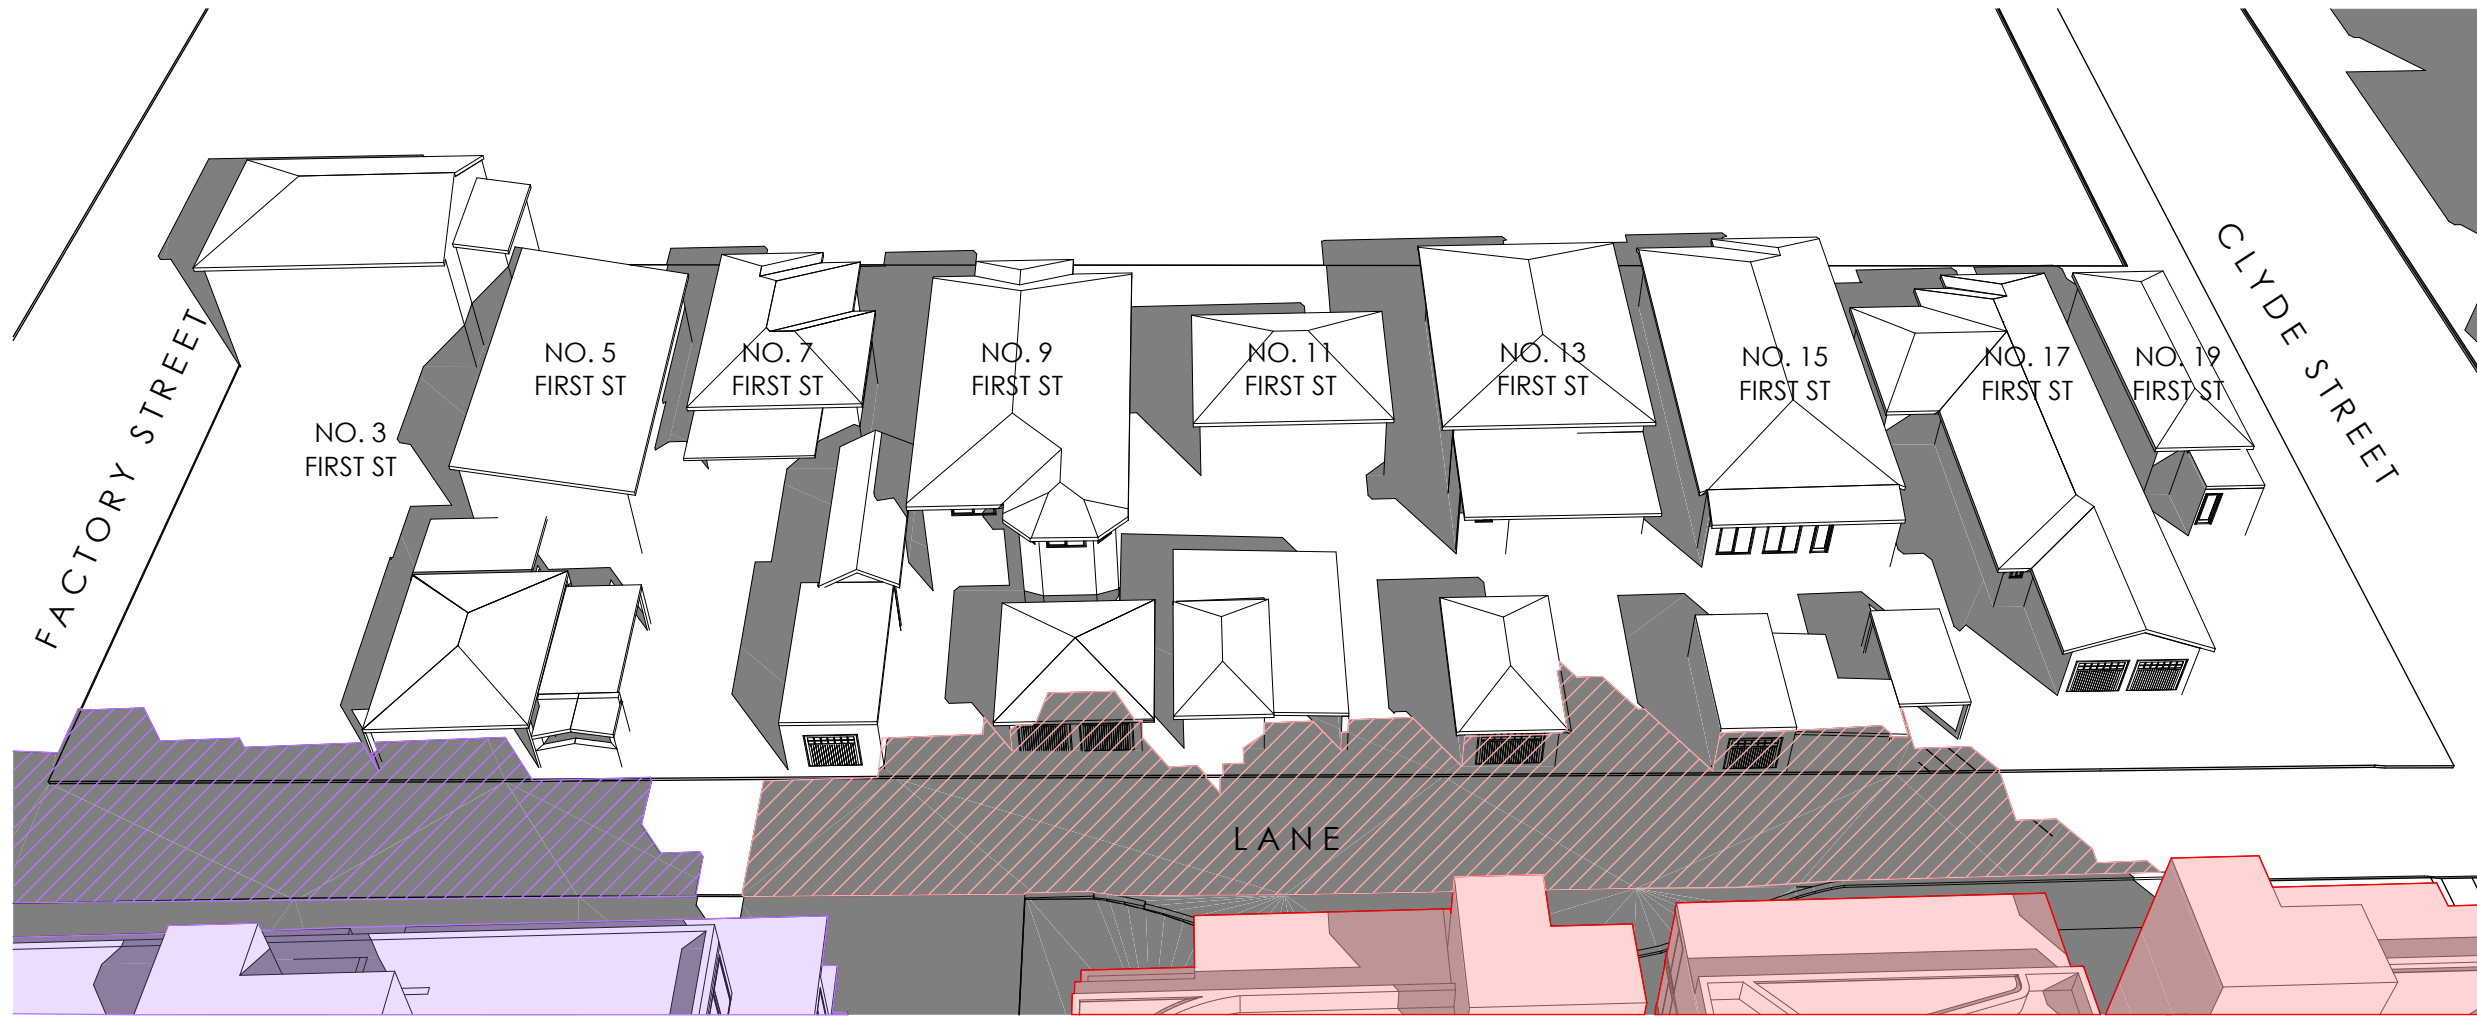 NO. 5
FIRST ST
NO. 7
FIRST ST
NO. 9
FIRST ST
NO. 11
FIRST ST
NO. 13
FIRST ST
NO. 15
FIRST ST
NO. 17
FIRST ST
NO. 19
FIRST ST
NO. 3
FIRST ST
FACTORY STREET
CLYDE STREET
LANE